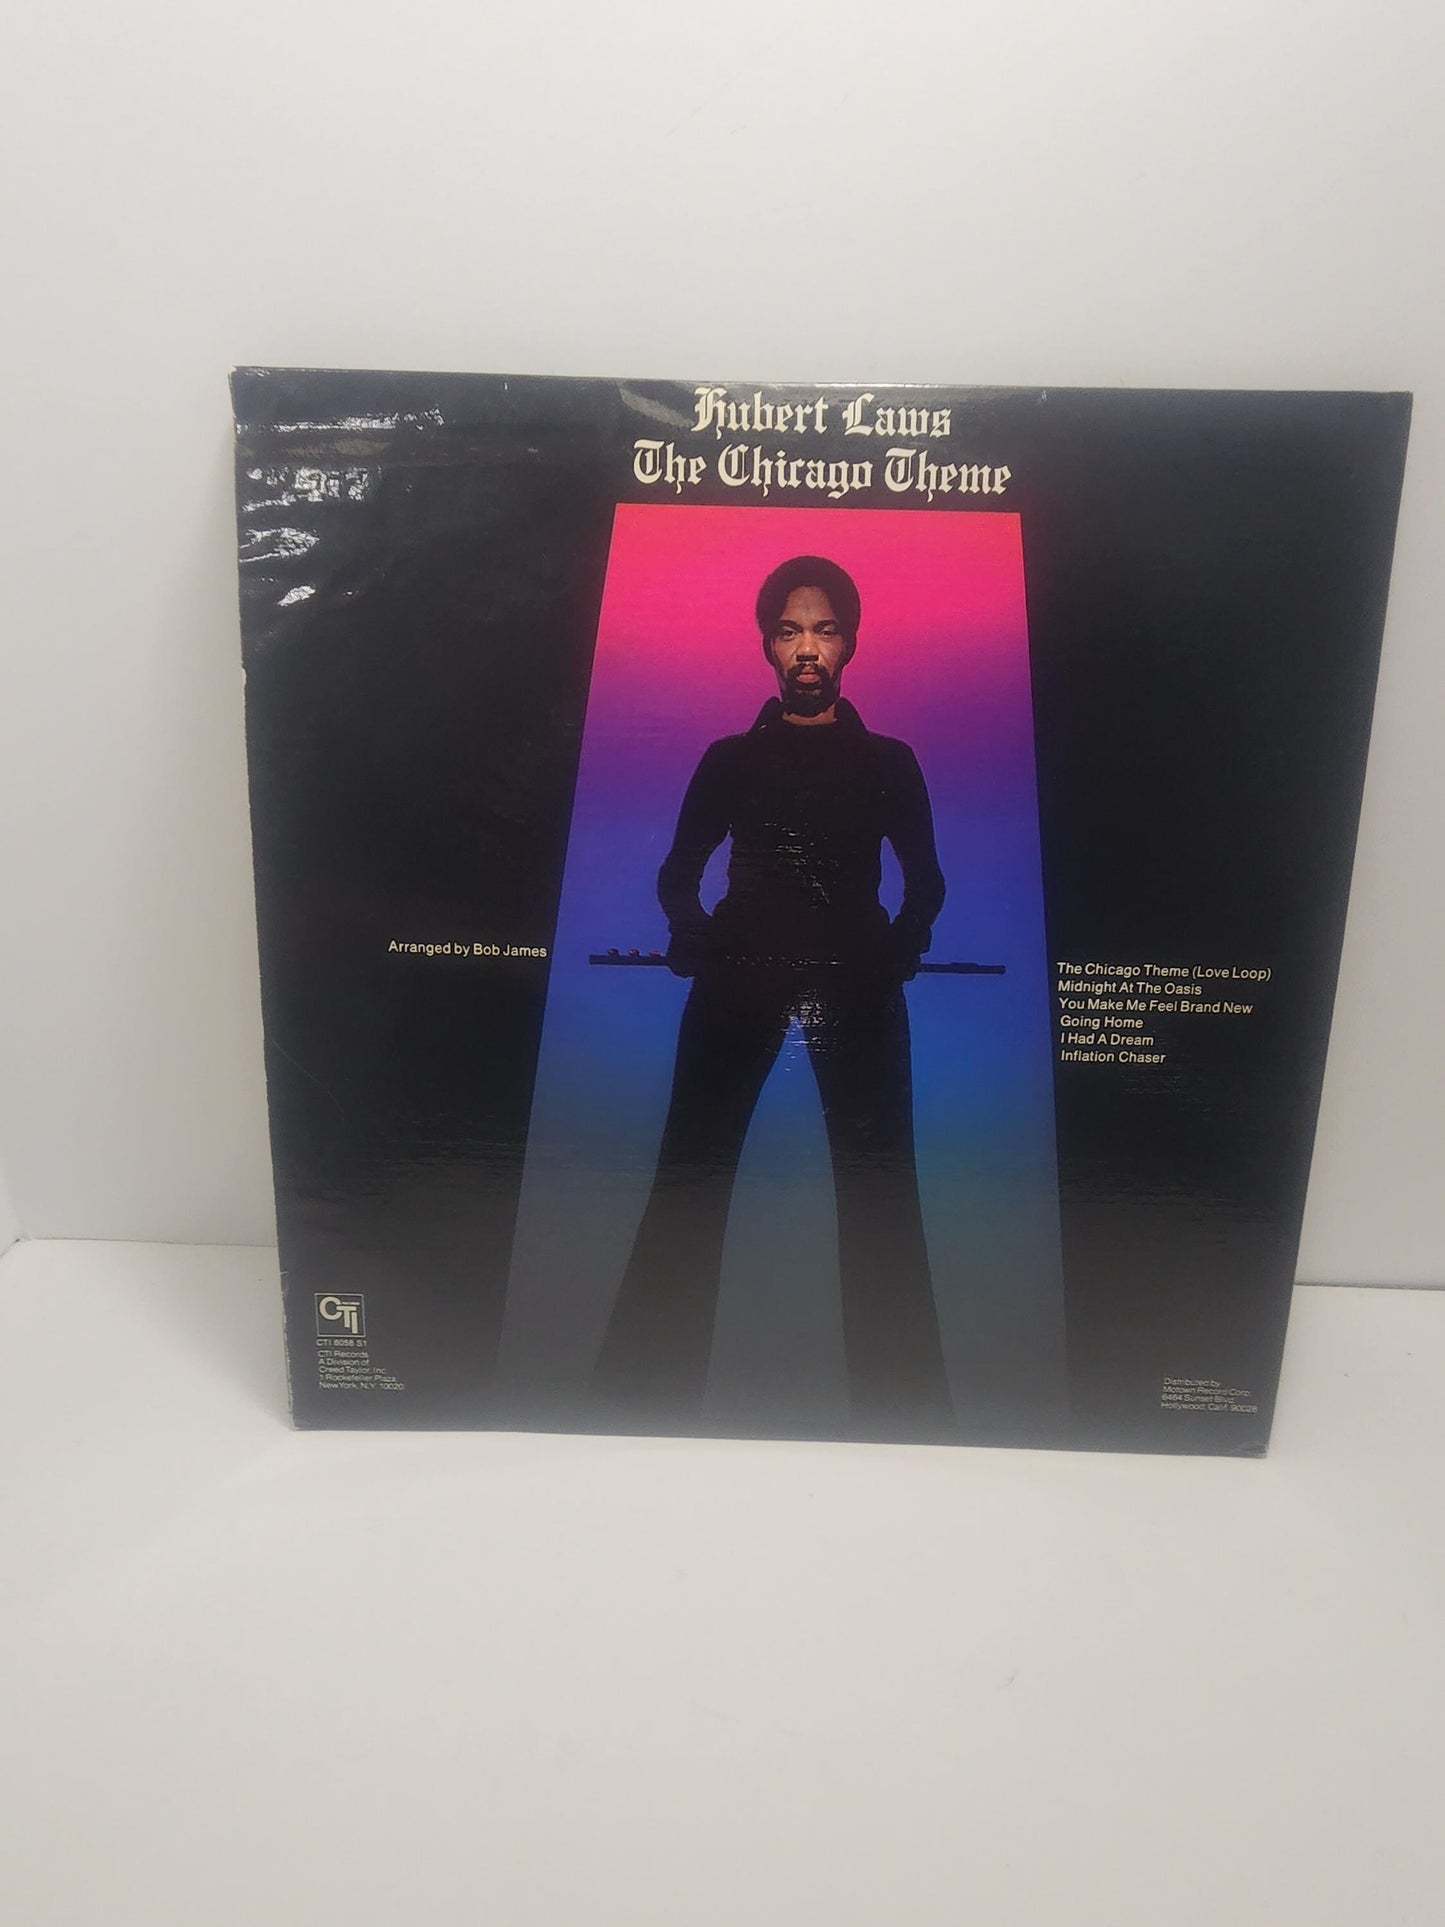 Hubert Laws
The Chicago Theme
Arranged by Bob James
The Chicago Theme (Love Loop)
Midnight At The Oasis
You Make Me Feel Brand New
Going Home
I Had A Dream
Inflation Chaser
CTI
CTI 6058 S1
CTI Records
A Division of
Creed Taylor, Inc.
1 Rockefeller Plaza
New York, N.Y. 10020
Distributed by
Motown Record Corp.
6464 Sunset Blvd.
Hollywood, Calif. 90028